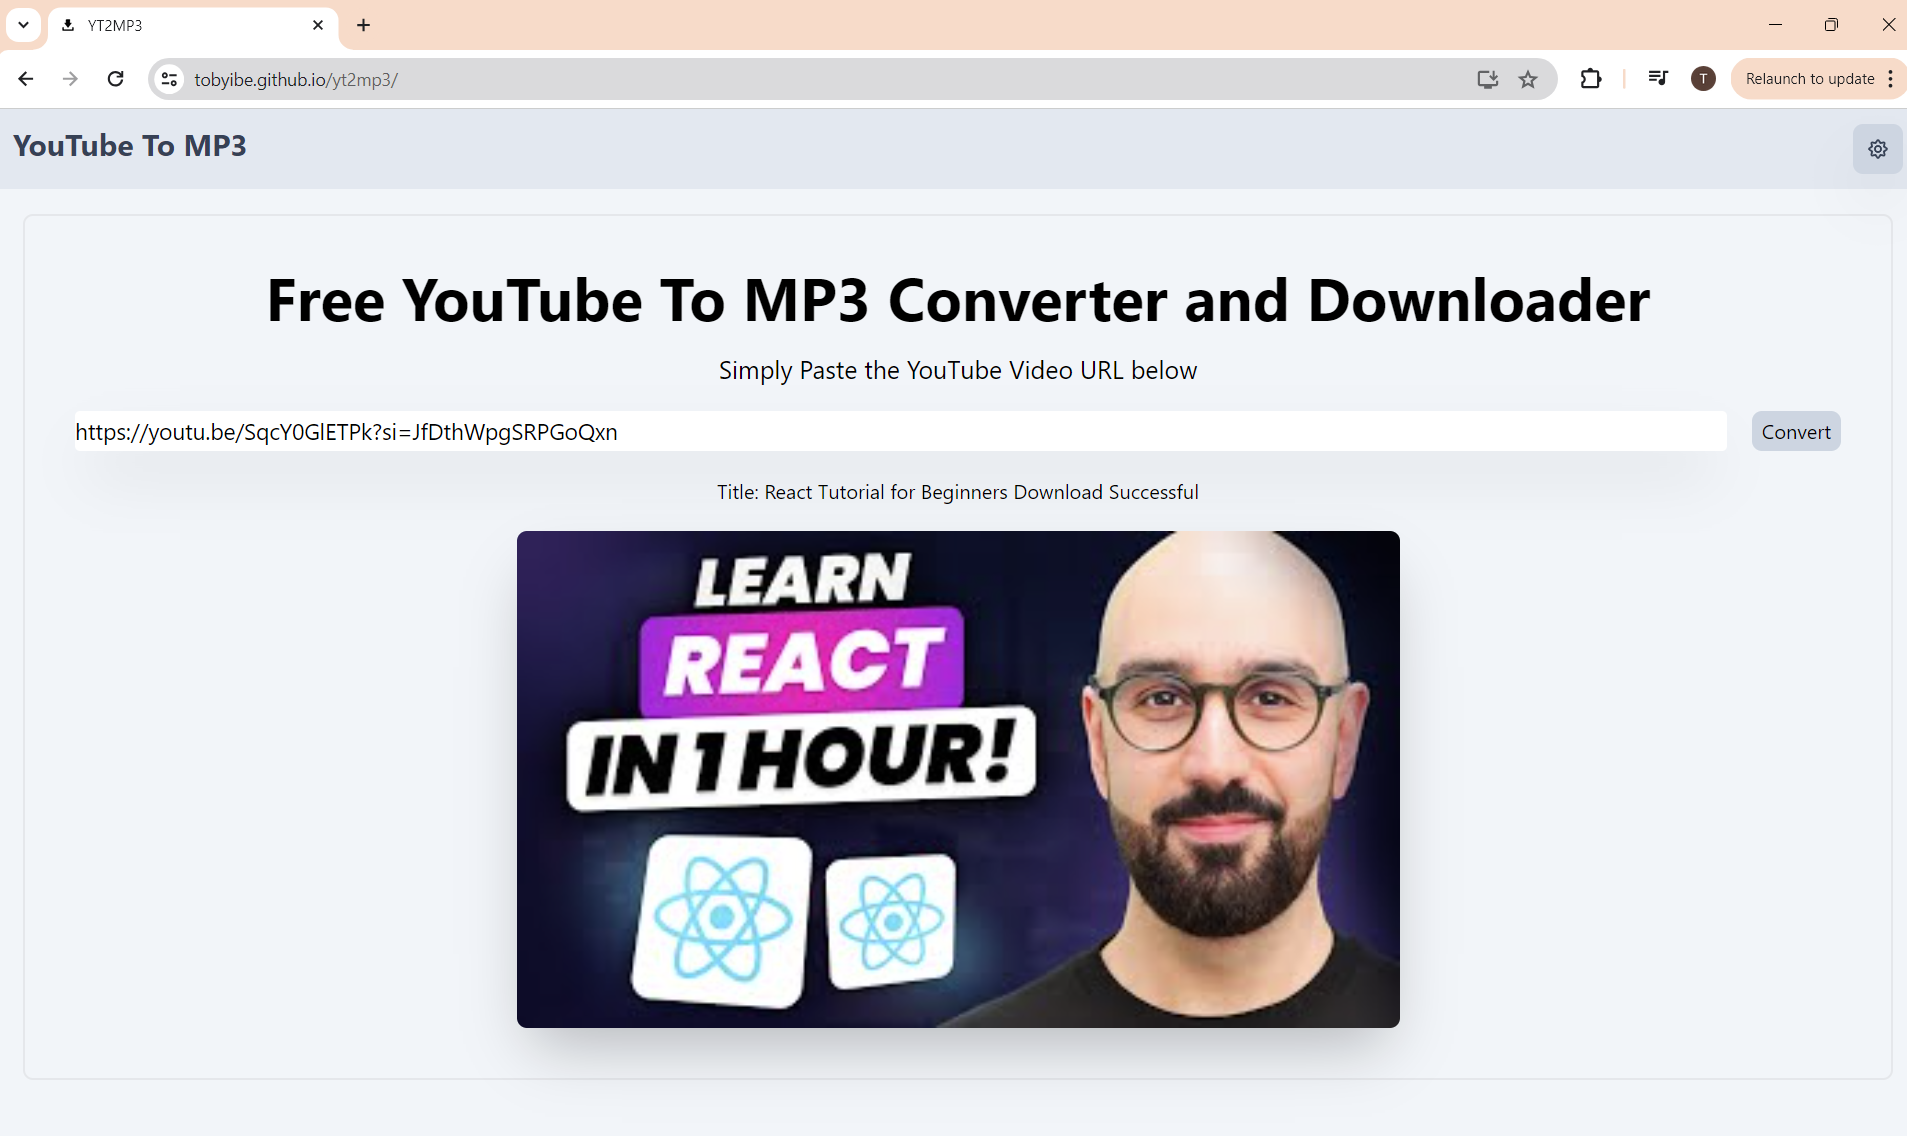 YT2MP3
tobyibe.github.io/yt2mp3/
T
Relaunch to update
YouTube To MP3
Free YouTube To MP3 Converter and Downloader
Simply Paste the YouTube Video URL below
https://youtu.be/SqcY0GlETPk?si=JfDthWpgSRPGoQxn
Convert
Title: React Tutorial for Beginners Download Successful
LEARN
REACT
IN 1 HOUR!